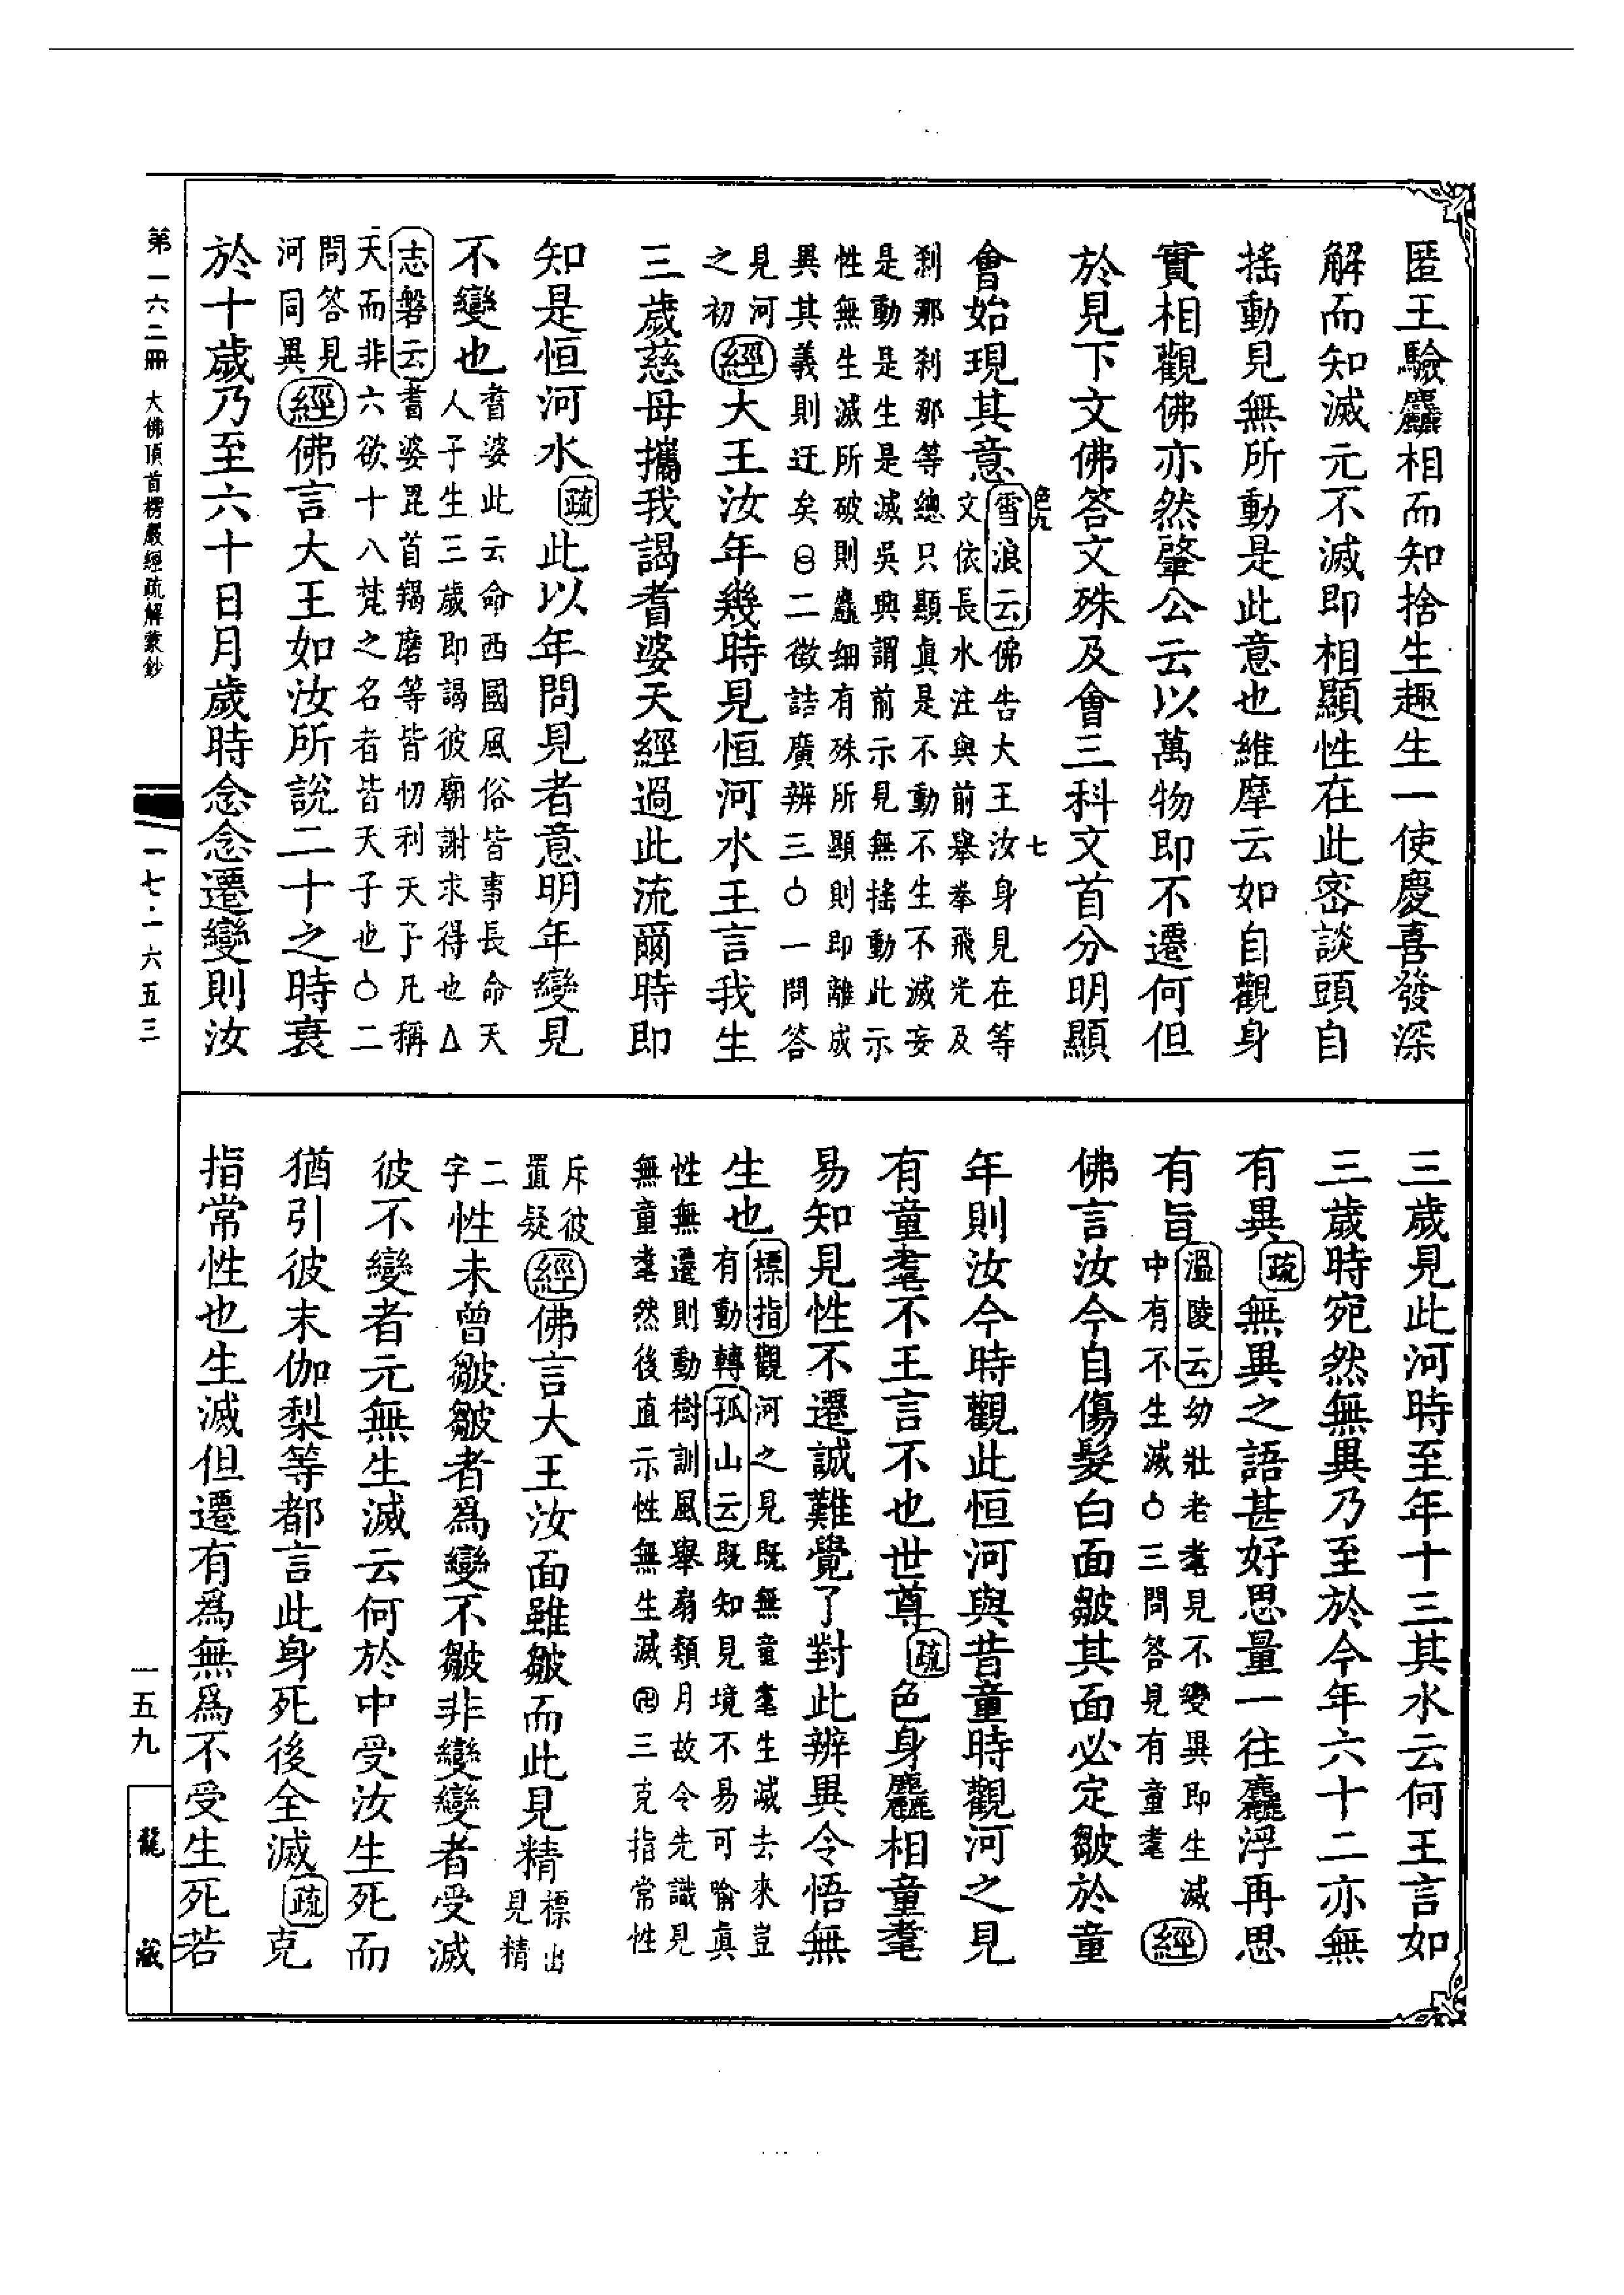 匿王驗麤相而知捨生趣生一使慶喜發深
解而知滅元不滅即相顯性在此密談頭自
搖動見無所動是此意也維摩云如自觀身
實相觀佛亦然肇公云以萬物即不遷何但
於見下文佛答文殊及會三科文首分明顯
會始現其意
色九
七
雪浪云佛告大王汝身見在等
文依長水注與前舉拳飛光及
剎那剎那等總只顯真是不動不生不滅妄
是動是生是滅吳興謂前示見無搖動此示
性無生滅所破則麤細有殊所顯則即離成
異其義則迂矣二徵詰廣辨三一問答
見河
之初
經大王汝年幾時見恒河水王言我生
三歲慈母攜我謁耆婆天經過此流爾時即
知是恒河水疏此以年問見者意明年變見
不變也
耆婆此云命西國風俗皆事長命天
人子生三歲即謁彼廟謝求得也△
志磐云耆婆毘首羯磨等皆忉利天子凡稱
天而非六欲十八梵之名者皆天子也二
問答見
河同異
經佛言大王如汝所說二十之時衰
於十歲乃至六十日月歲時念念遷變則汝
三歲見此河時至年十三其水云何王言如
三歲時宛然無異乃至於今年六十二亦無
有異疏無異之語甚好思量一往麤浮再思
有旨
溫陵云幼壯老耄見不變異即生滅
中有不生滅三問答見有童耄
經
佛言汝今自傷髮白面皺其面必定皺於童
年則汝今時觀此恒河與昔童時觀河之見
有童耄不王言不也世尊疏色身麤相童耄
易知見性不遷誠難覺了對此辨異令悟無
生也
標指觀河之見既無童耄生滅去來豈
有動轉孤山云既知見境不易可喻真
性無遷則動樹訓風舉扇類月故令先識見
無童耄然後直示性無生滅卍三克指常性
斥彼
置疑
經佛言大王汝面雖皺而此見精
標出
見精
二
字
性未曾皺皺者為變不皺非變變者受滅
彼不變者元無生滅云何於中受汝生死而
猶引彼末伽梨等都言此身死後全滅疏克
指常性也生滅但遷有為無為不受生死若
第一六二冊 大佛頂首楞嚴經疏解蒙鈔
一七·二六五三
一五九
龍藏